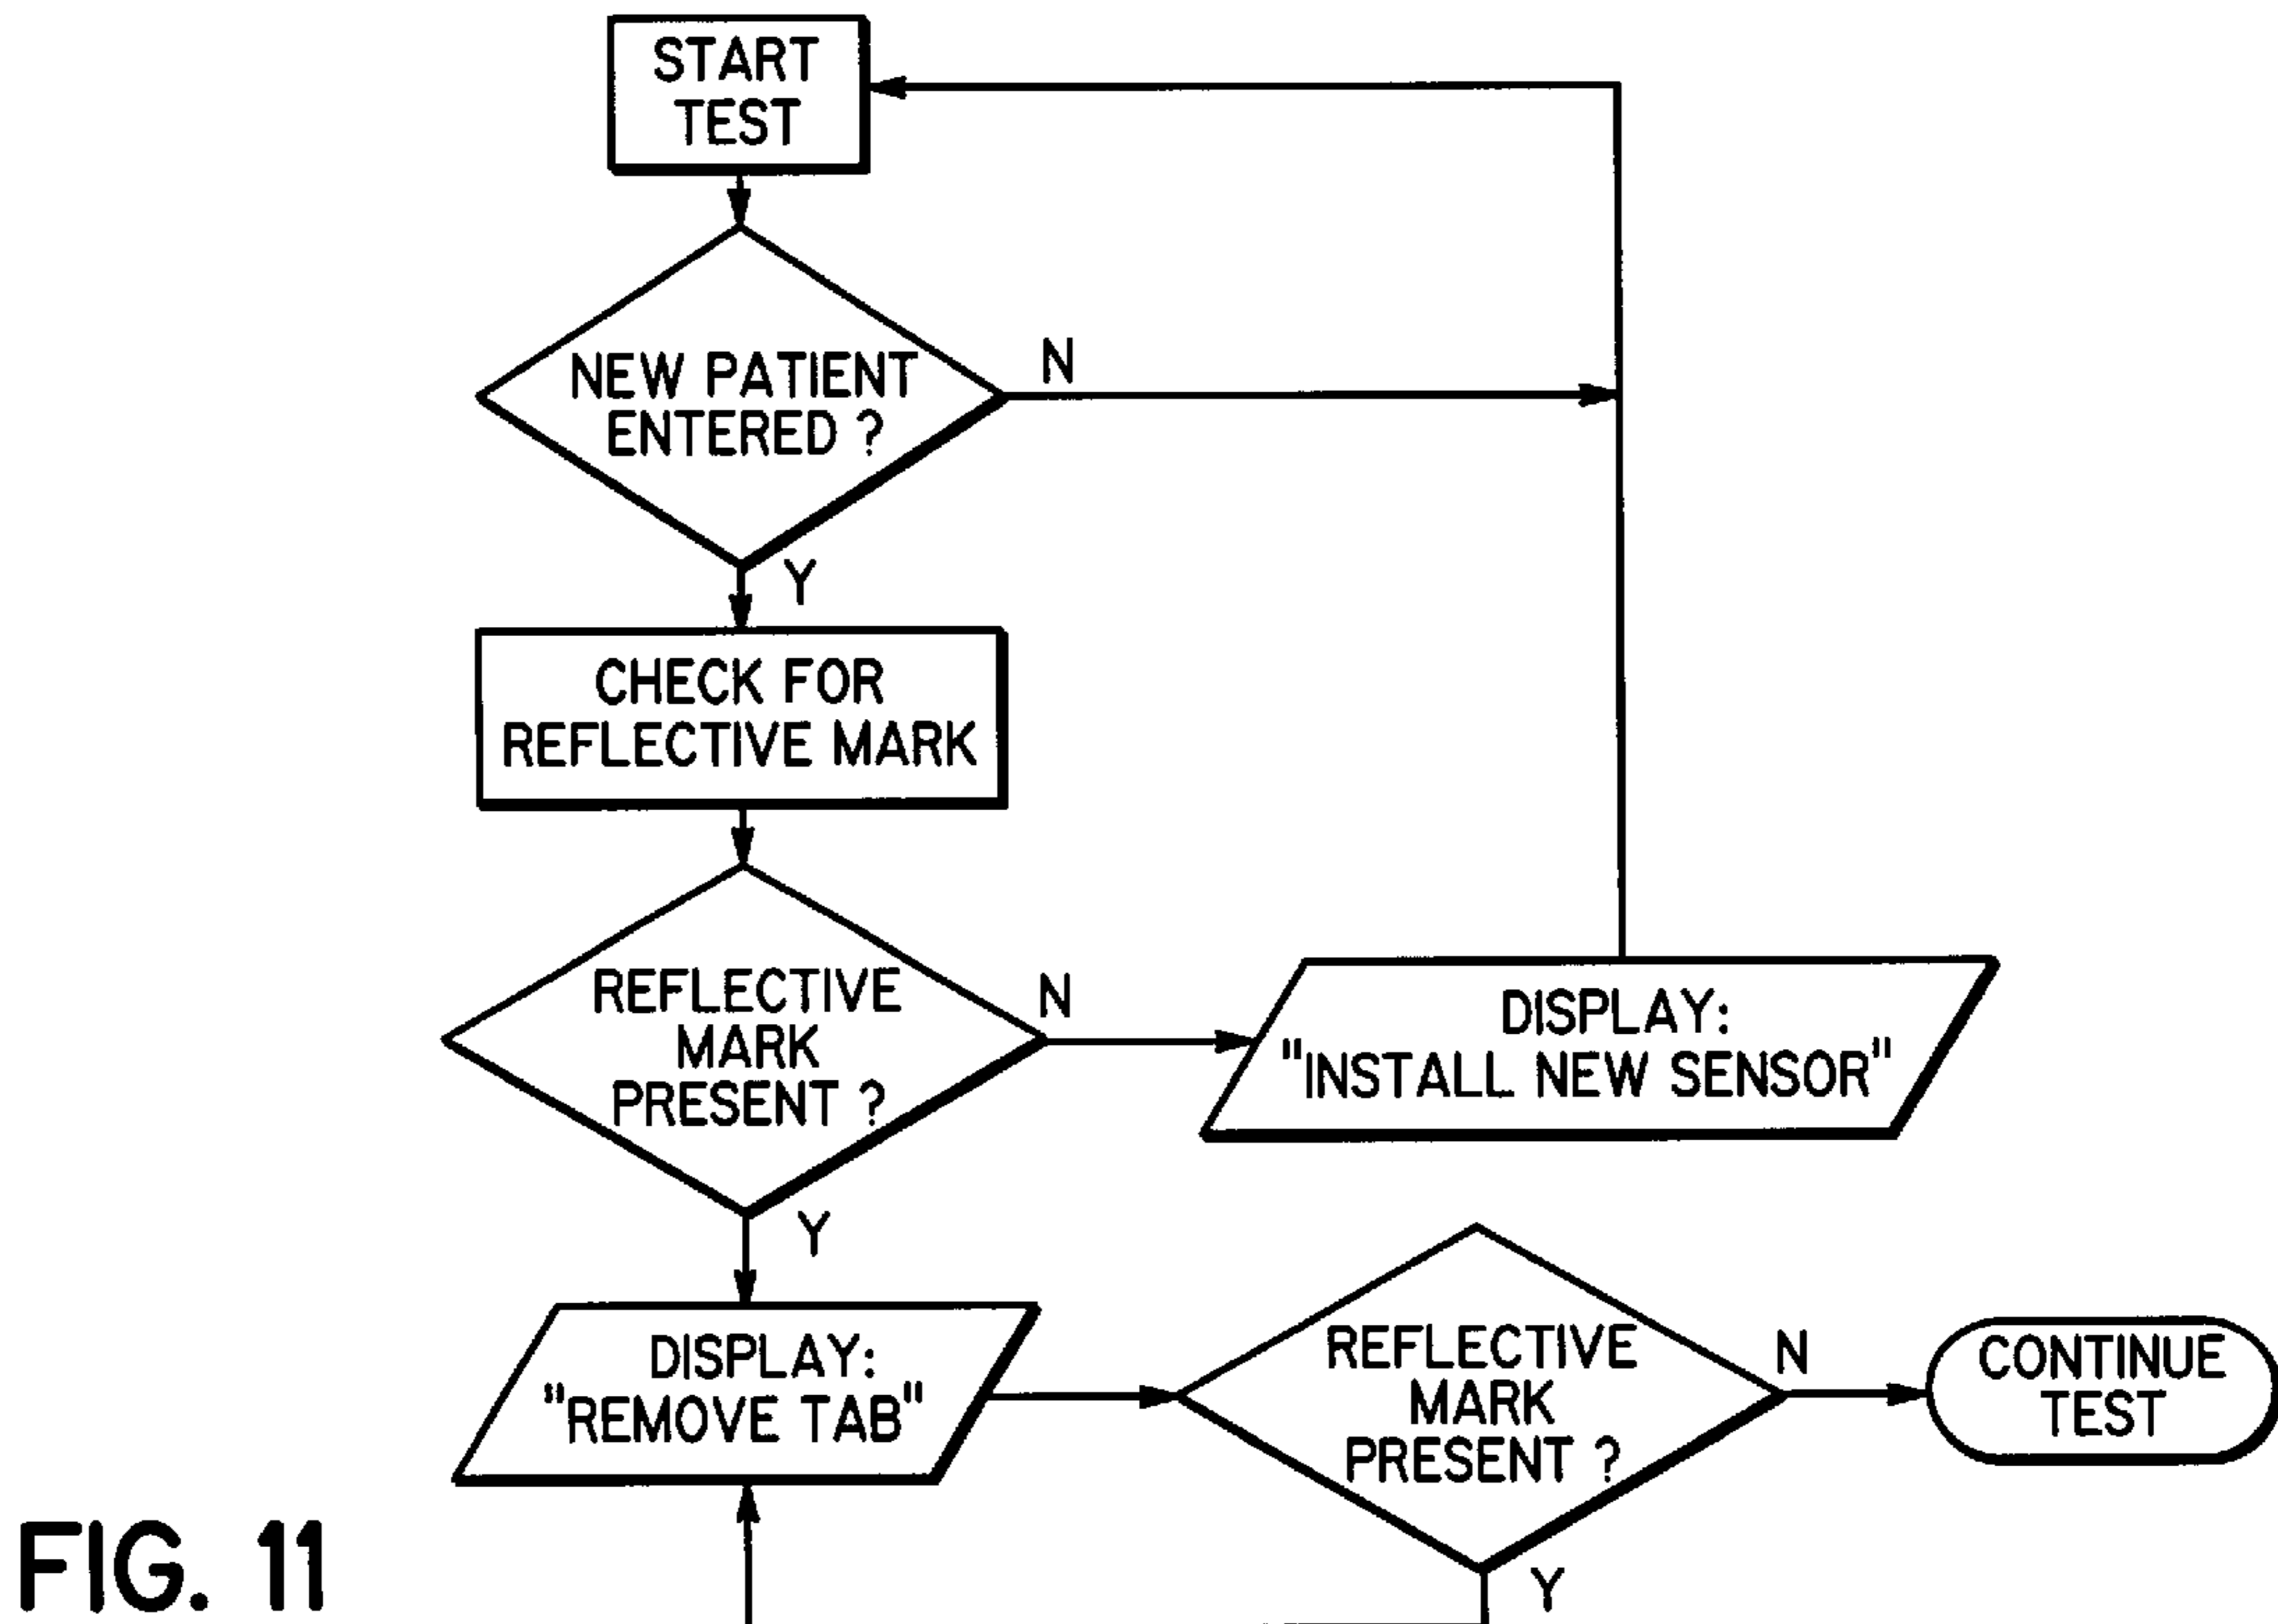 START
TEST
NEW PATIENT
ENTERED ?
N
Y
CHECK FOR
REFLECTIVE MARK
REFLECTIVE
MARK
PRESENT ?
N
DISPLAY:
"INSTALL NEW SENSOR"
Y
DISPLAY:
"REMOVE TAB"
REFLECTIVE
MARK
PRESENT ?
N
CONTINUE
TEST
Y
FIG. 11